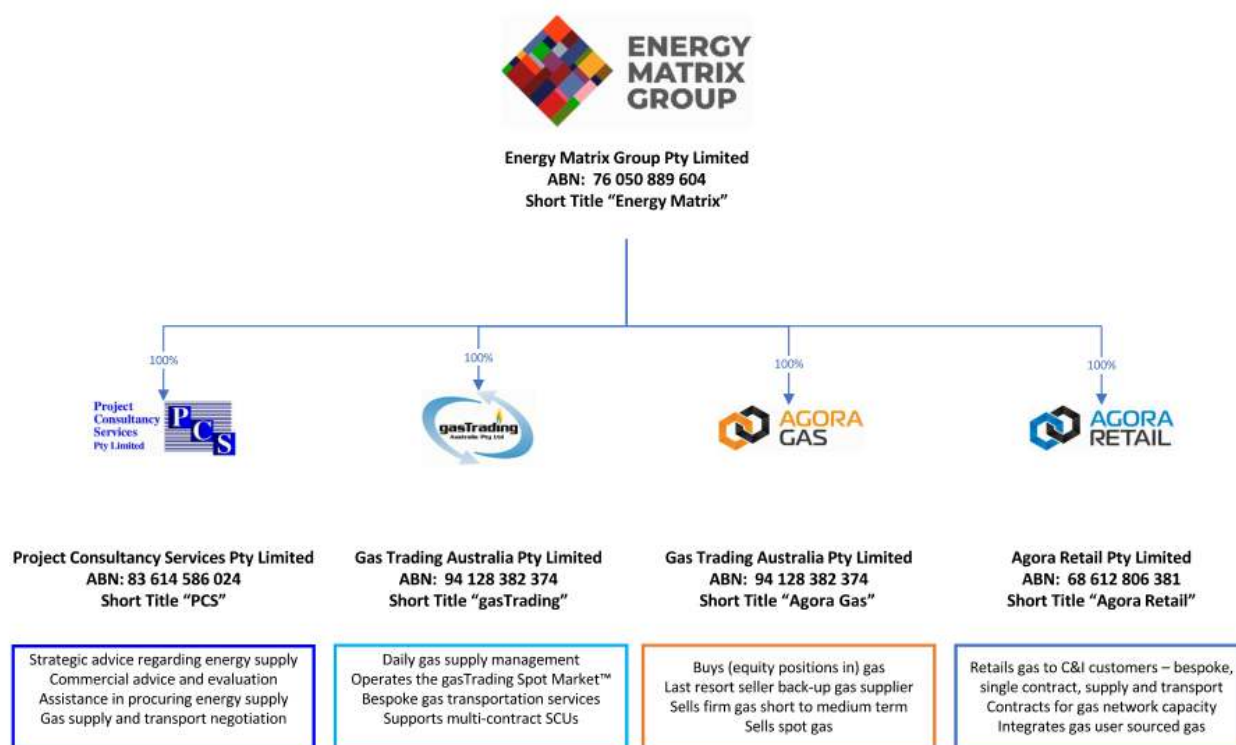 ENERGY
MATRIX
GROUP
Energy Matrix Group Pty Limited
ABN: 76 050 889 604
Short Title “Energy Matrix”
100%
100%
100%
100%
Project
Consultancy
Services
Pty Limited
P
C
S
gasTrading
Australia Pty Ltd
AGORA
GAS
AGORA
RETAIL
Project Consultancy Services Pty Limited
ABN: 83 614 586 024
Short Title “PCS”
Gas Trading Australia Pty Limited
ABN: 94 128 382 374
Short Title “gasTrading”
Gas Trading Australia Pty Limited
ABN: 94 128 382 374
Short Title “Agora Gas”
Agora Retail Pty Limited
ABN: 68 612 806 381
Short Title “Agora Retail”
Strategic advice regarding energy supply
Commercial advice and evaluation
Assistance in procuring energy supply
Gas supply and transport negotiation
Daily gas supply management
Operates the gasTrading Spot Market™
Bespoke gas transportation services
Supports multi-contract SCUs
Buys (equity positions in) gas
Last resort seller back-up gas supplier
Sells firm gas short to medium term
Sells spot gas
Retails gas to C&I customers – bespoke,
single contract, supply and transport
Contracts for gas network capacity
Integrates gas user sourced gas